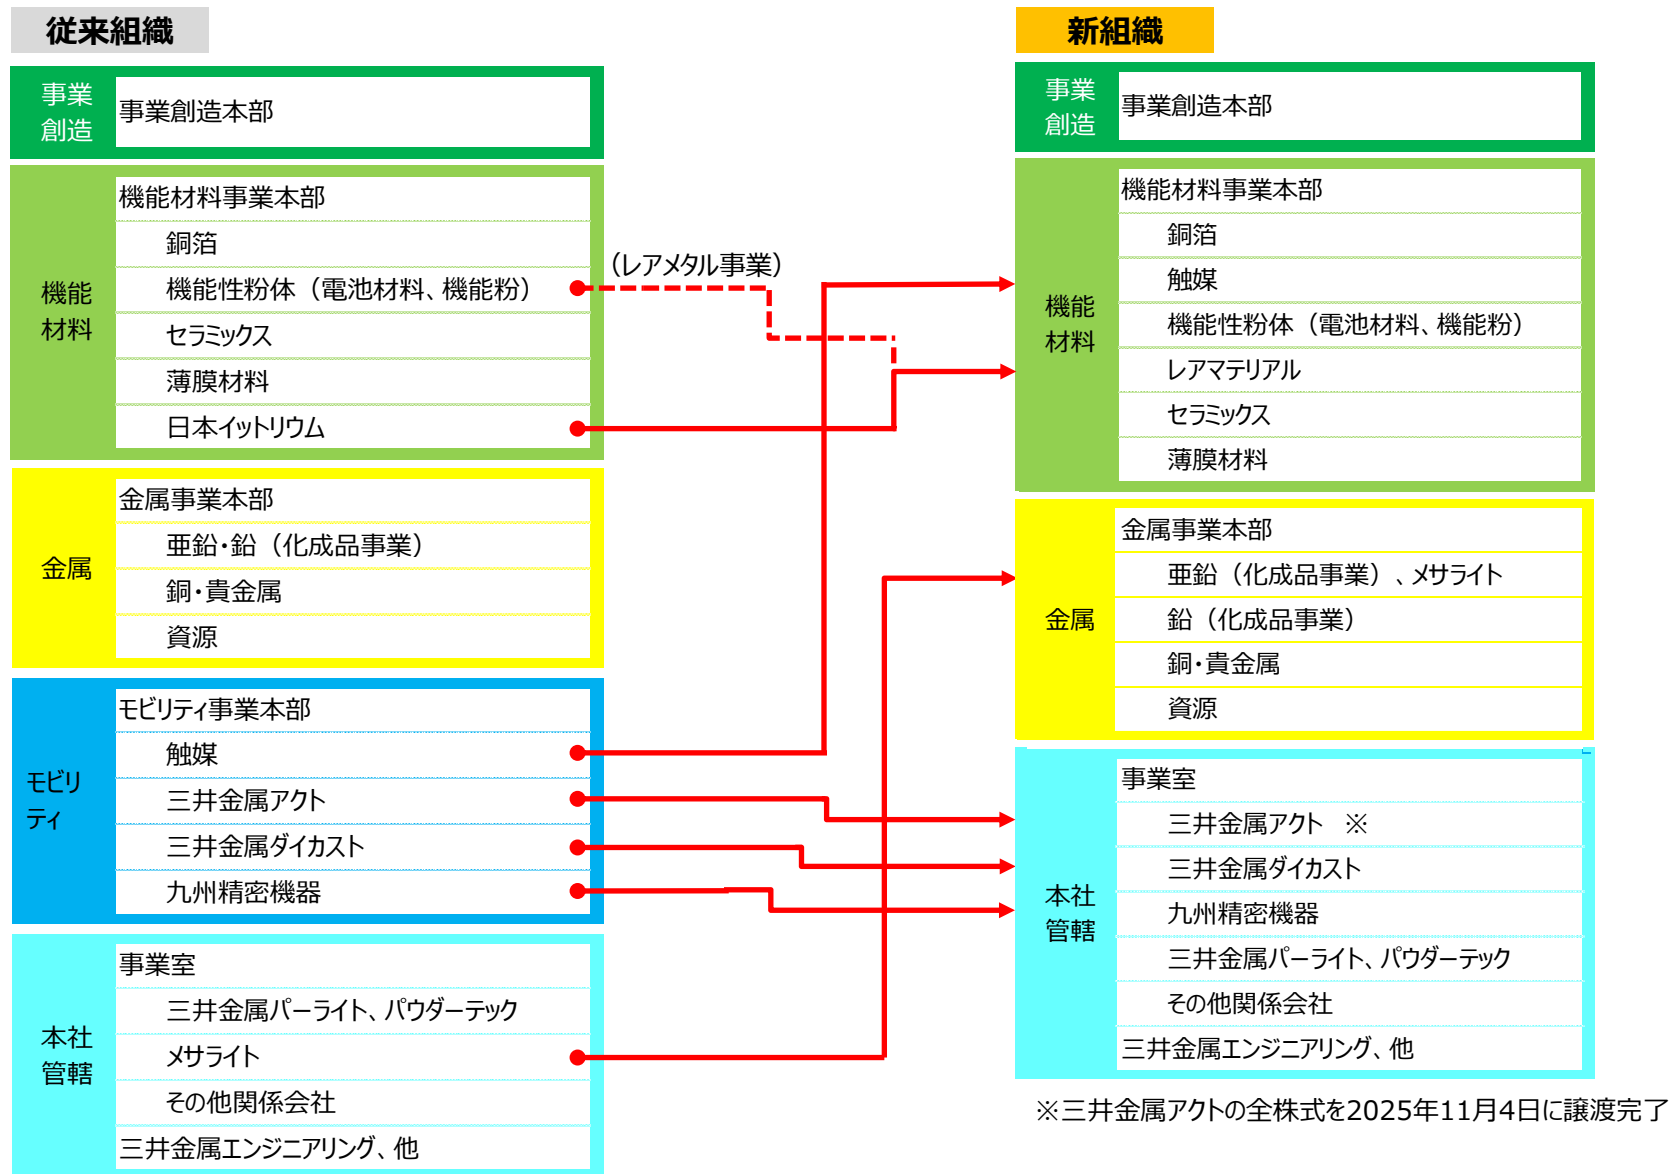 従来組織
事業
創造
事業創造本部
機能
材料
機能材料事業本部
銅箔
機能性粉体（電池材料、機能粉）
セラミックス
薄膜材料
日本イットリウム
（レアメタル事業）
金属
金属事業本部
亜鉛・鉛（化成品事業）
銅・貴金属
資源
モビリ
ティ
モビリティ事業本部
触媒
三井金属アクト
三井金属ダイカスト
九州精密機器
本社
管轄
事業室
三井金属パーライト、パウダーテック
メサライト
その他関係会社
三井金属エンジニアリング、他
新組織
事業
創造
事業創造本部
機能
材料
機能材料事業本部
銅箔
触媒
機能性粉体（電池材料、機能粉）
レアマテリアル
セラミックス
薄膜材料
金属
金属事業本部
亜鉛（化成品事業）、メサライト
鉛（化成品事業）
銅・貴金属
資源
本社
管轄
事業室
三井金属アクト　※
三井金属ダイカスト
九州精密機器
三井金属パーライト、パウダーテック
その他関係会社
三井金属エンジニアリング、他
※三井金属アクトの全株式を2025年11月4日に譲渡完了